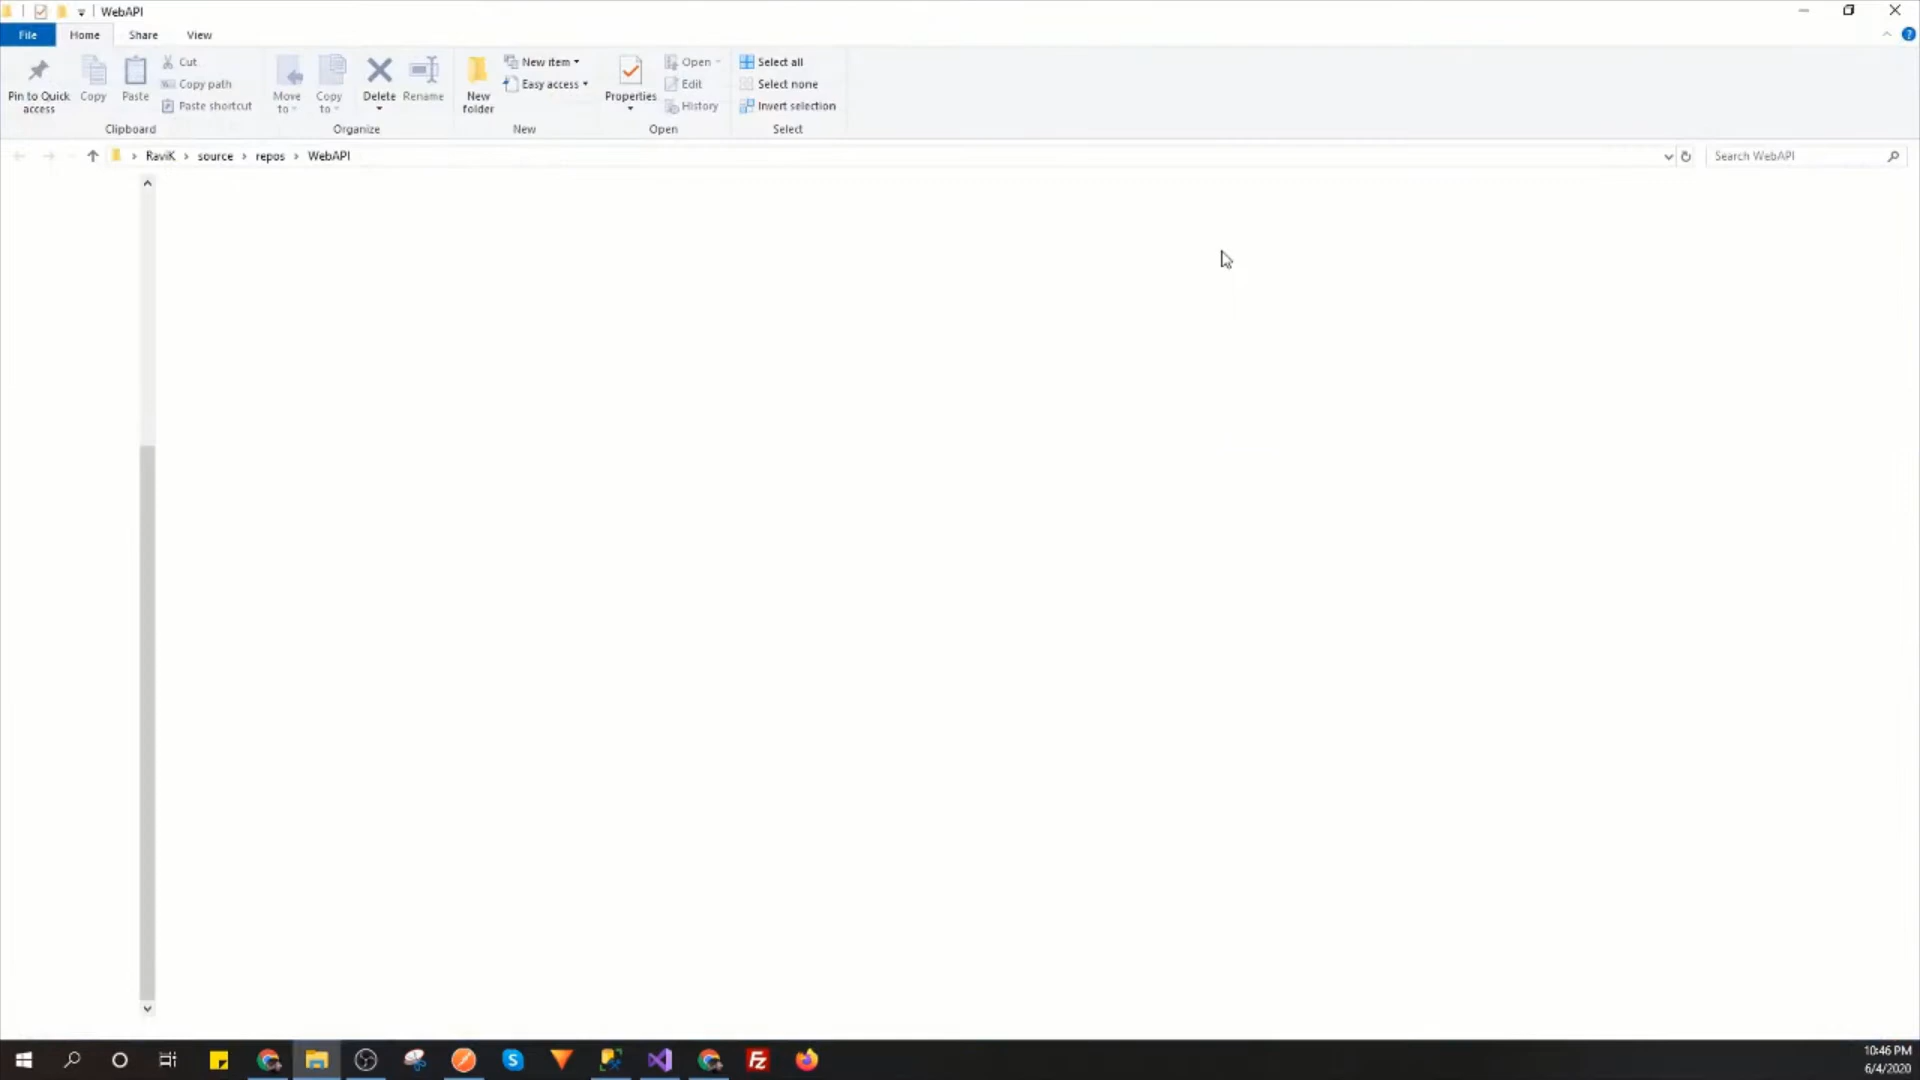 WebAPI
File Home Share View
Pin to Quick access
Copy
Paste
Cut
Copy path
Paste shortcut
Clipboard
Move to
Copy to
Delete
Rename
Organize
New folder
New item
Easy access
New
Properties
Open
Edit
History
Open
Select all
Select none
Invert selection
Select
RaviK > source > repos > WebAPI
Search WebAPI
10:46 PM
6/4/2020